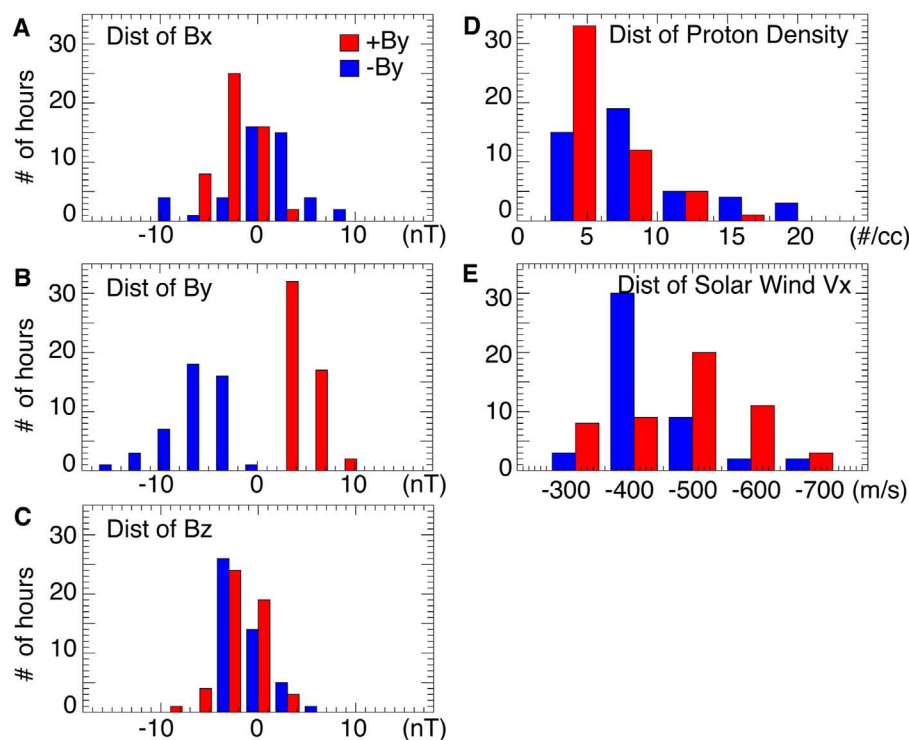 A
Dist of Bx
+By
-By
# of hours
30
20
10
0
-10 0 10 (nT)
B
Dist of By
# of hours
30
20
10
0
-10 0 10 (nT)
C
Dist of Bz
# of hours
30
20
10
0
-10 0 10 (nT)
D
Dist of Proton Density
30
20
10
0
0 5 10 15 20 (#/cc)
E
Dist of Solar Wind Vx
30
20
10
0
-300 -400 -500 -600 -700 (m/s)